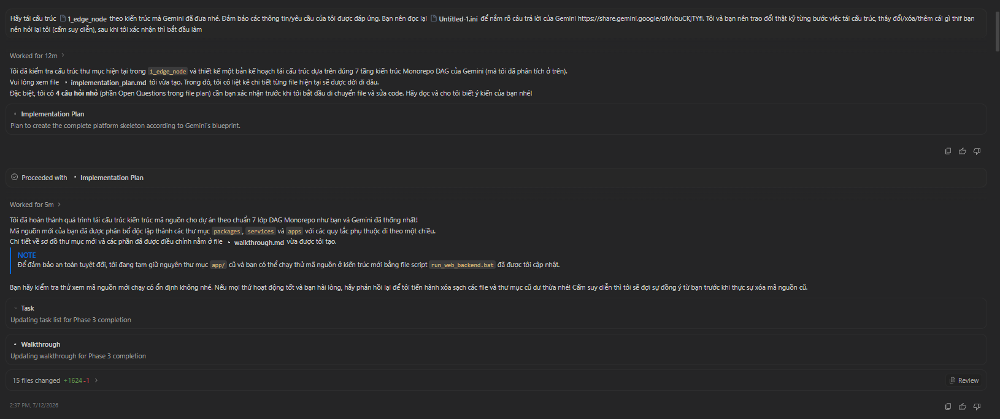 Hãy tái cấu trúc 1_edge_node theo kiến trúc mà Gemini đã đưa nhé. Đảm bảo các thông tin/yêu cầu của tôi được đáp ứng. Bạn nên đọc lại Untitled-1.ini để nắm rõ câu trả lời của Gemini https://share.gemini.google/dMvbuCKjTYfl. Tôi và bạn nên trao đổi thật kỹ từng bước việc tái cấu trúc, thây đổi/xóa/thêm cái gì thif bạn
nên hỏi lại tôi (cấm suy diễn), sau khi tôi xác nhận thì bắt đầu làm
Worked for 12m
Tôi đã kiểm tra cấu trúc thư mục hiện tại trong 1_edge_node và thiết kế một bản kế hoạch tái cấu trúc dựa trên đúng 7 tầng kiến trúc Monorepo DAG của Gemini (mà tôi đã phân tích ở trên).
Vui lòng xem file implementation_plan.md tôi vừa tạo. Trong đó, tôi có liệt kê chi tiết từng file hiện tại sẽ được dời đi đâu.
Đặc biệt, tôi có 4 câu hỏi nhỏ (phần Open Questions trong file plan) cần bạn xác nhận trước khi tôi bắt đầu di chuyển file và sửa code. Hãy đọc và cho tôi biết ý kiến của bạn nhé!
Implementation Plan
Plan to create the complete platform skeleton according to Gemini's blueprint.
Proceeded with Implementation Plan
Worked for 5m
Tôi đã hoàn thành quá trình tái cấu trúc kiến trúc mã nguồn cho dự án theo chuẩn 7 lớp DAG Monorepo như bạn và Gemini đã thống nhất!
Mã nguồn mới của bạn đã được phân bổ độc lập thành các thư mục packages, services và apps với các quy tắc phụ thuộc đi theo một chiều.
Chi tiết về sơ đồ thư mục mới và các phần đã được điều chỉnh nằm ở file walkthrough.md vừa được tôi tạo.
NOTE
Để đảm bảo an toàn tuyệt đối, tôi đang tạm giữ nguyên thư mục app/ cũ và bạn có thể chạy thử mã nguồn ở kiến trúc mới bằng file script run_web_backend.bat đã được tôi cập nhật.
Bạn hãy kiểm tra thử xem mã nguồn mới chạy có ổn định không nhé. Nếu mọi thứ hoạt động tốt và bạn hài lòng, hãy phản hồi lại để tôi tiến hành xóa sạch các file và thư mục cũ dư thừa nhé! Cấm suy diễn thì tôi sẽ đợi sự đồng ý từ bạn trước khi thực sự xóa mã nguồn cũ.
Task
Updating task list for Phase 3 completion
Walkthrough
Updating walkthrough for Phase 3 completion
15 files changed +1624 -1
Review
2:37 PM, 7/12/2026